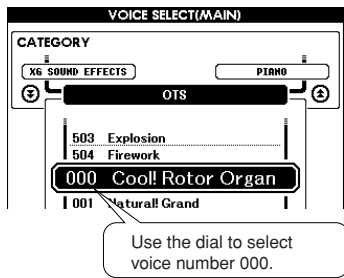 VOICE SELECT(MAIN)
CATEGORY
XG SOUND EFFECTS PIANO
OTS
503 Explosion
504 Firework
000 Cool! Rotor Organ
001 Natural! Grand
Use the dial to select
voice number 000.